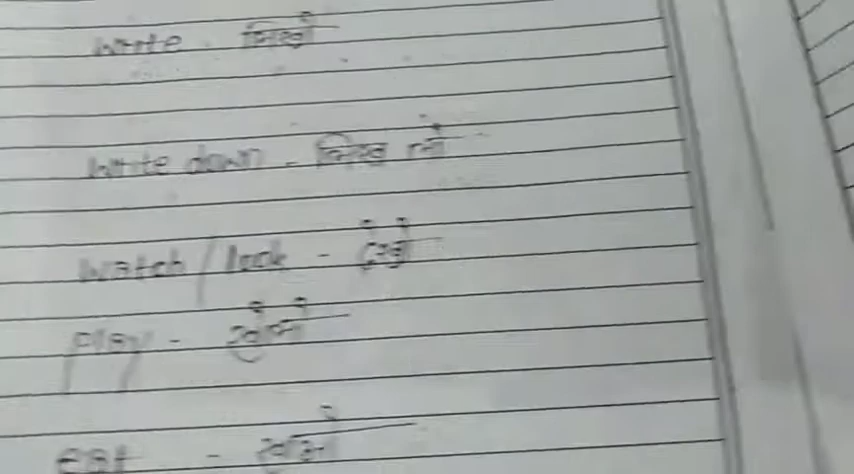 Write - लिखो
Write down - लिख लो
Watch / look - देखो
Play - खेलो
Eat - खाओ